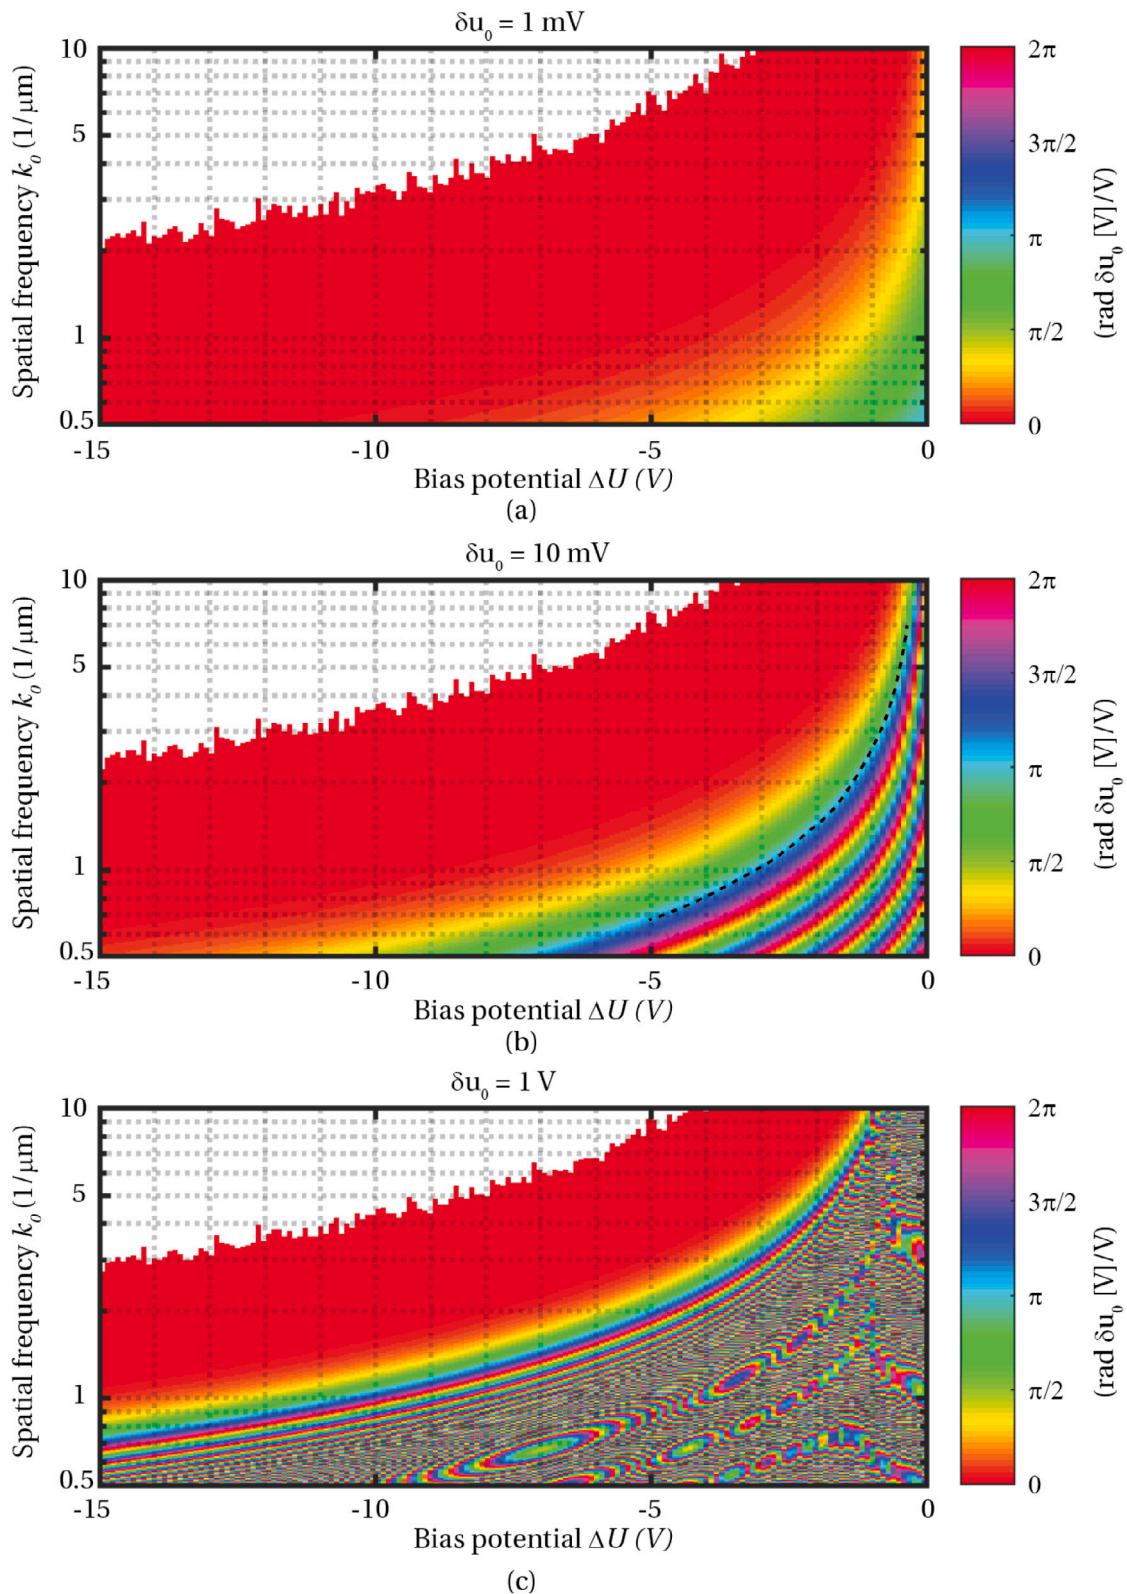 δu₀ = 1 mV
10
5
1
0.5
Spatial frequency kₒ (1/μm)
-15
-10
-5
0
Bias potential ΔU (V)
2π
3π/2
π
π/2
0
(rad δu₀ [V]/V)
(a)
δu₀ = 10 mV
10
5
1
0.5
Spatial frequency kₒ (1/μm)
-15
-10
-5
0
Bias potential ΔU (V)
2π
3π/2
π
π/2
0
(rad δu₀ [V]/V)
(b)
δu₀ = 1 V
10
5
1
0.5
Spatial frequency kₒ (1/μm)
-15
-10
-5
0
Bias potential ΔU (V)
2π
3π/2
π
π/2
0
(rad δu₀ [V]/V)
(c)